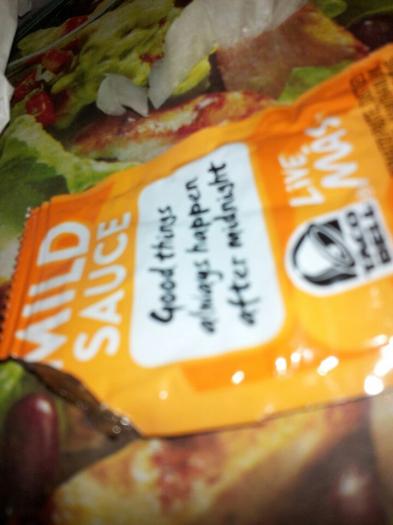 MILD
SAUCE
Good things
always happen
after midnight
LIVE
MÁS
TACO
BELL